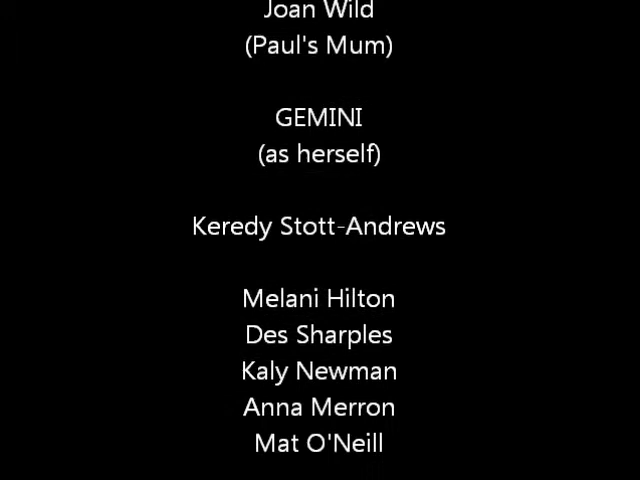 Joan Wild
(Paul's Mum)
GEMINI
(as herself)
Keredy Stott-Andrews
Melani Hilton
Des Sharples
Kaly Newman
Anna Merron
Mat O'Neill